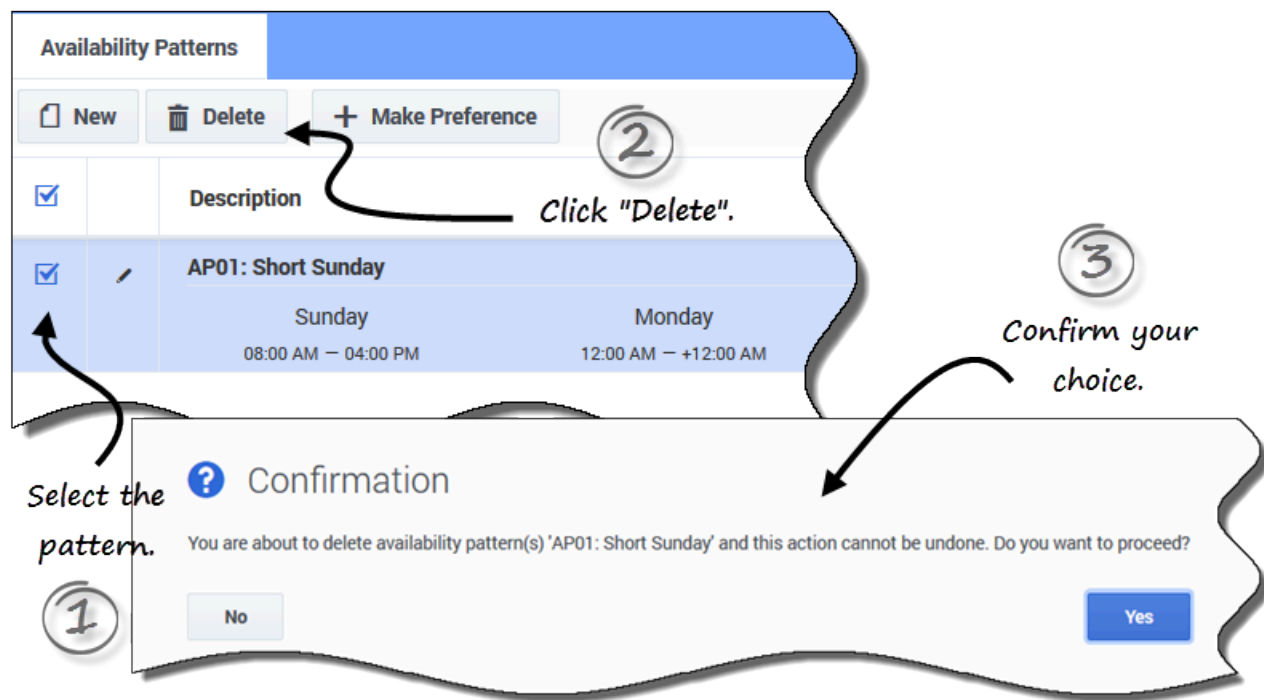 Availability Patterns
New Delete + Make Preference
2
Description
Click "Delete".
AP01: Short Sunday
Sunday Monday
08:00 AM — 04:00 PM 12:00 AM — +12:00 AM
3
Confirm your
choice.
Select the
pattern.
1
? Confirmation
You are about to delete availability pattern(s) 'AP01: Short Sunday' and this action cannot be undone. Do you want to proceed?
No Yes